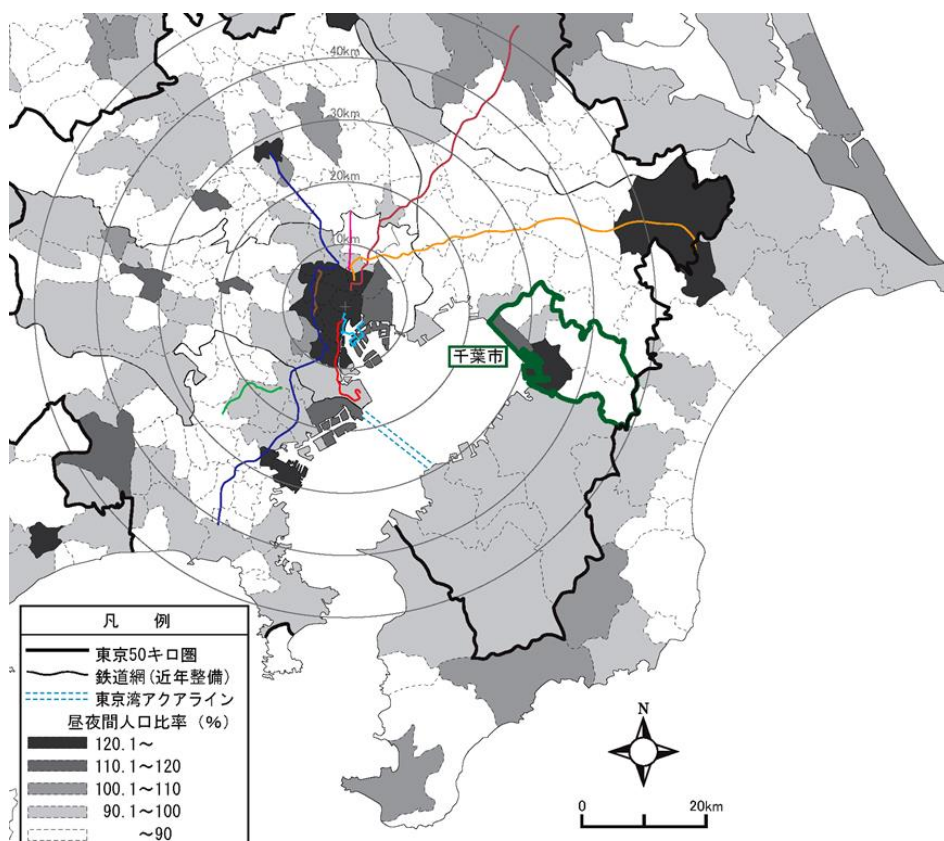 40km
30km
20km
10km
千葉市
凡 例
東京50キロ圏
鉄道網(近年整備)
東京湾アクアライン
昼夜間人口比率(%)
120.1～
110.1～120
100.1～110
90.1～100
～90
N
0 20km